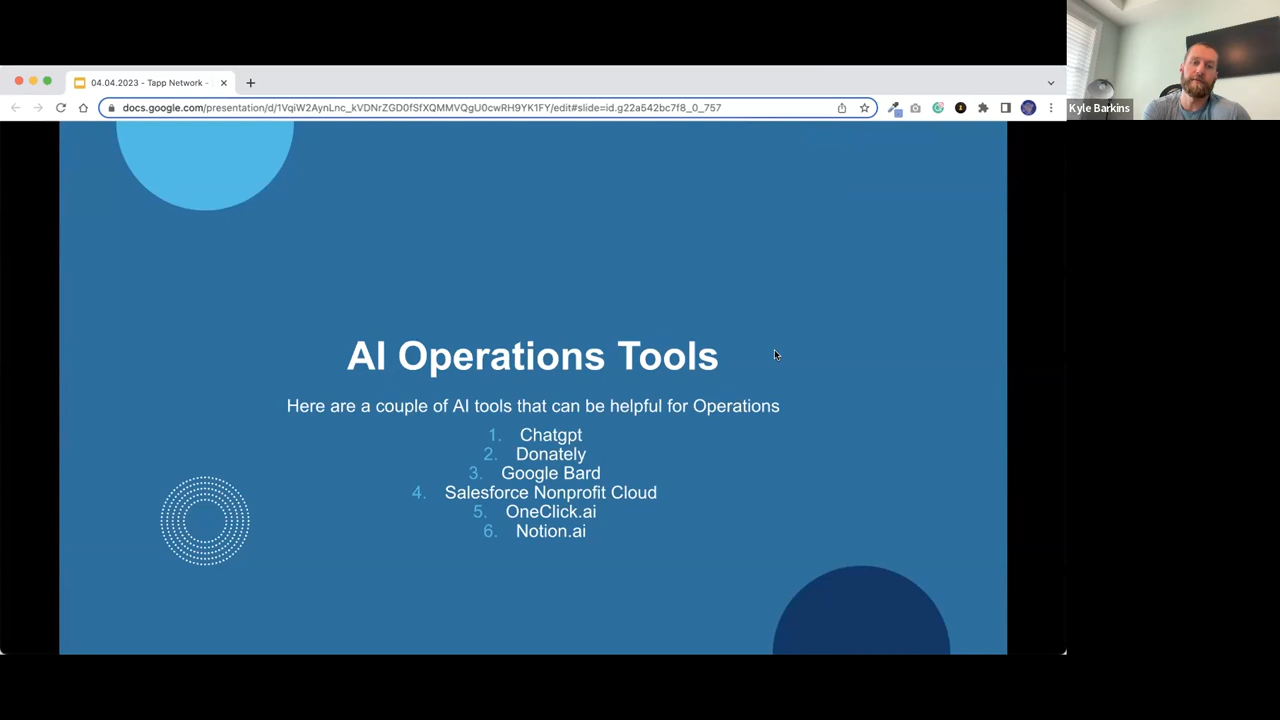 04.04.2023 - Tapp Network -
docs.google.com/presentation/d/1VqiW2AynLnc_kVDNrZGD0fSfXQMMVQgU0cwRH9YK1FY/edit#slide=id.g22a542bc7f8_0_757
Kyle Barkins
AI Operations Tools
Here are a couple of AI tools that can be helpful for Operations
1. Chatgpt
2. Donately
3. Google Bard
4. Salesforce Nonprofit Cloud
5. OneClick.ai
6. Notion.ai